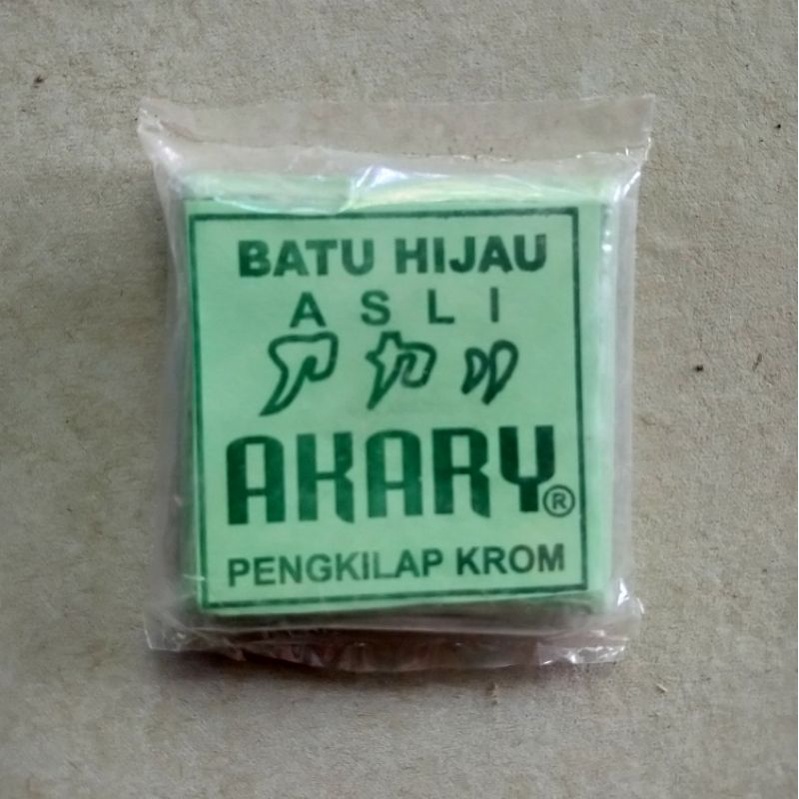 BATU HIJAU
ASLI
アカリ
AKARY®
PENGKILAP KROM